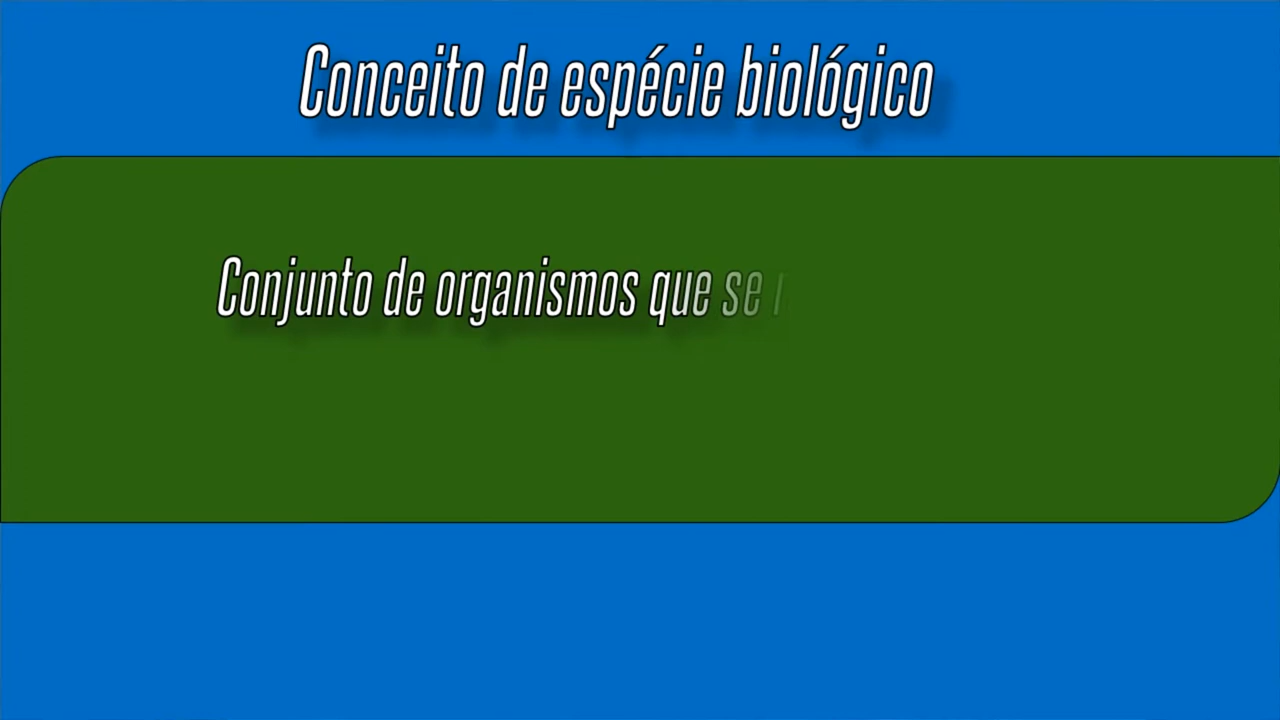 Conceito de espécie biológico
Conjunto de organismos que se